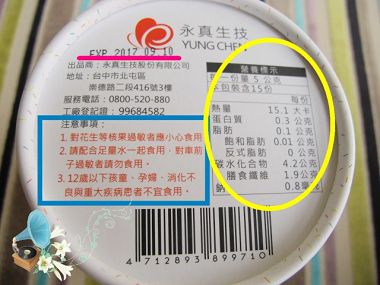 永真生技
YUNG CHEN
EXP 2017 09.10
出品商：永真生技股份有限公司
地址：台中市北屯區
崇德路二段416號3樓
服務電話：0800-520-880
登記證號：99684582
注意事項：
1. 對花生等核果過敏者應小心食用。
2. 請配合足量水一起食用，對車前
子過敏者請勿食用。
3. 12歲以下孩童、孕婦、消化不
良與重大疾病患者不宜食用。
營養標示
每一份量 5 公克
本包裝含15份
每份
熱量 15.1 大卡
蛋白質 0.3 公克
脂肪 0.1 公克
飽和脂肪 0.01 公克
反式脂肪 0 公克
碳水化合物 4.2公克
膳食纖維 1.9公克
鈉 0.8毫克
4 712893 899710